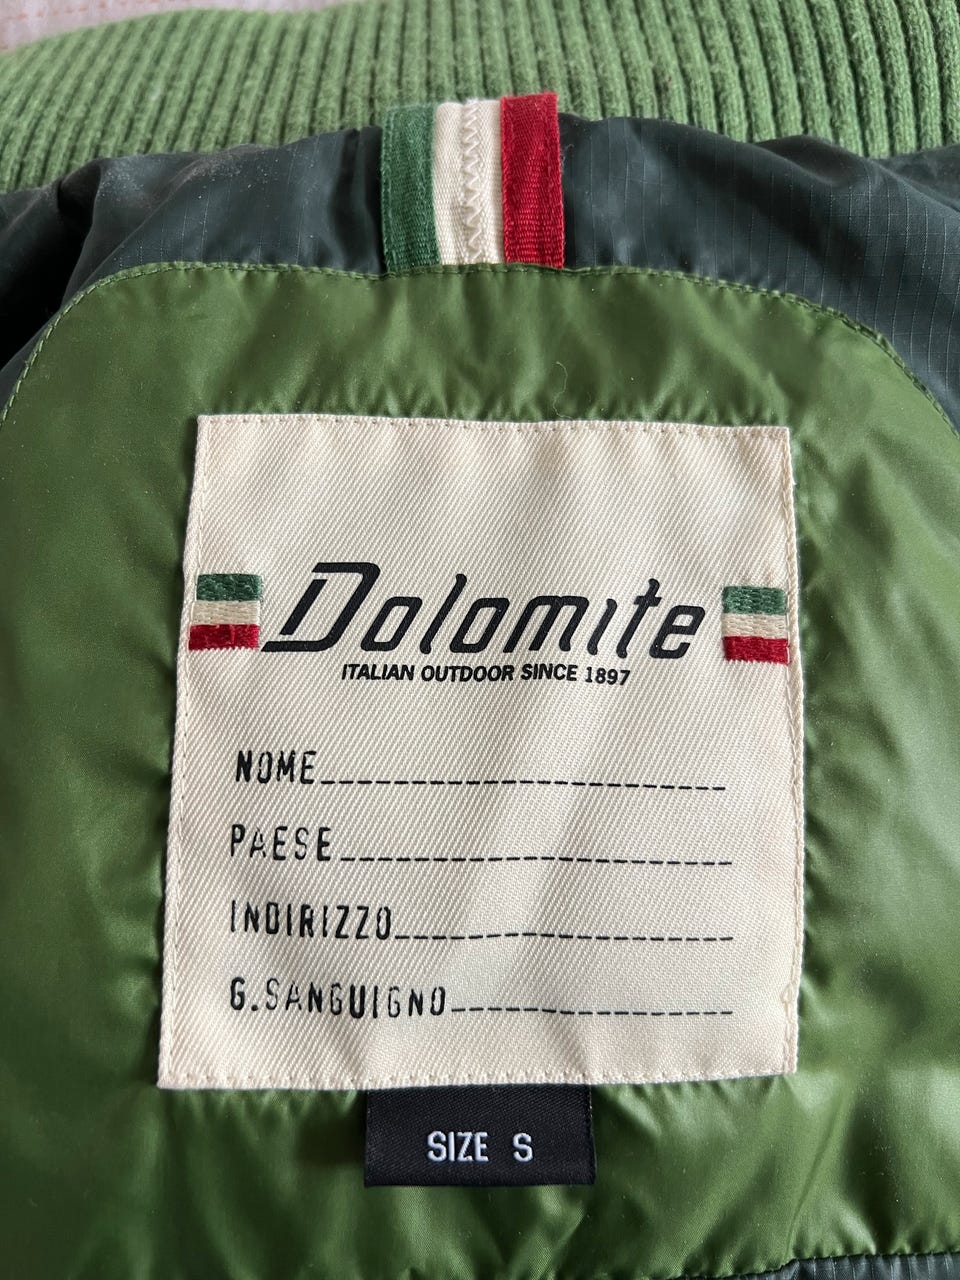 Dolomite
ITALIAN OUTDOOR SINCE 1897
NOME
PAESE
INDIRIZZO
G.SANGUIGNO
SIZE S